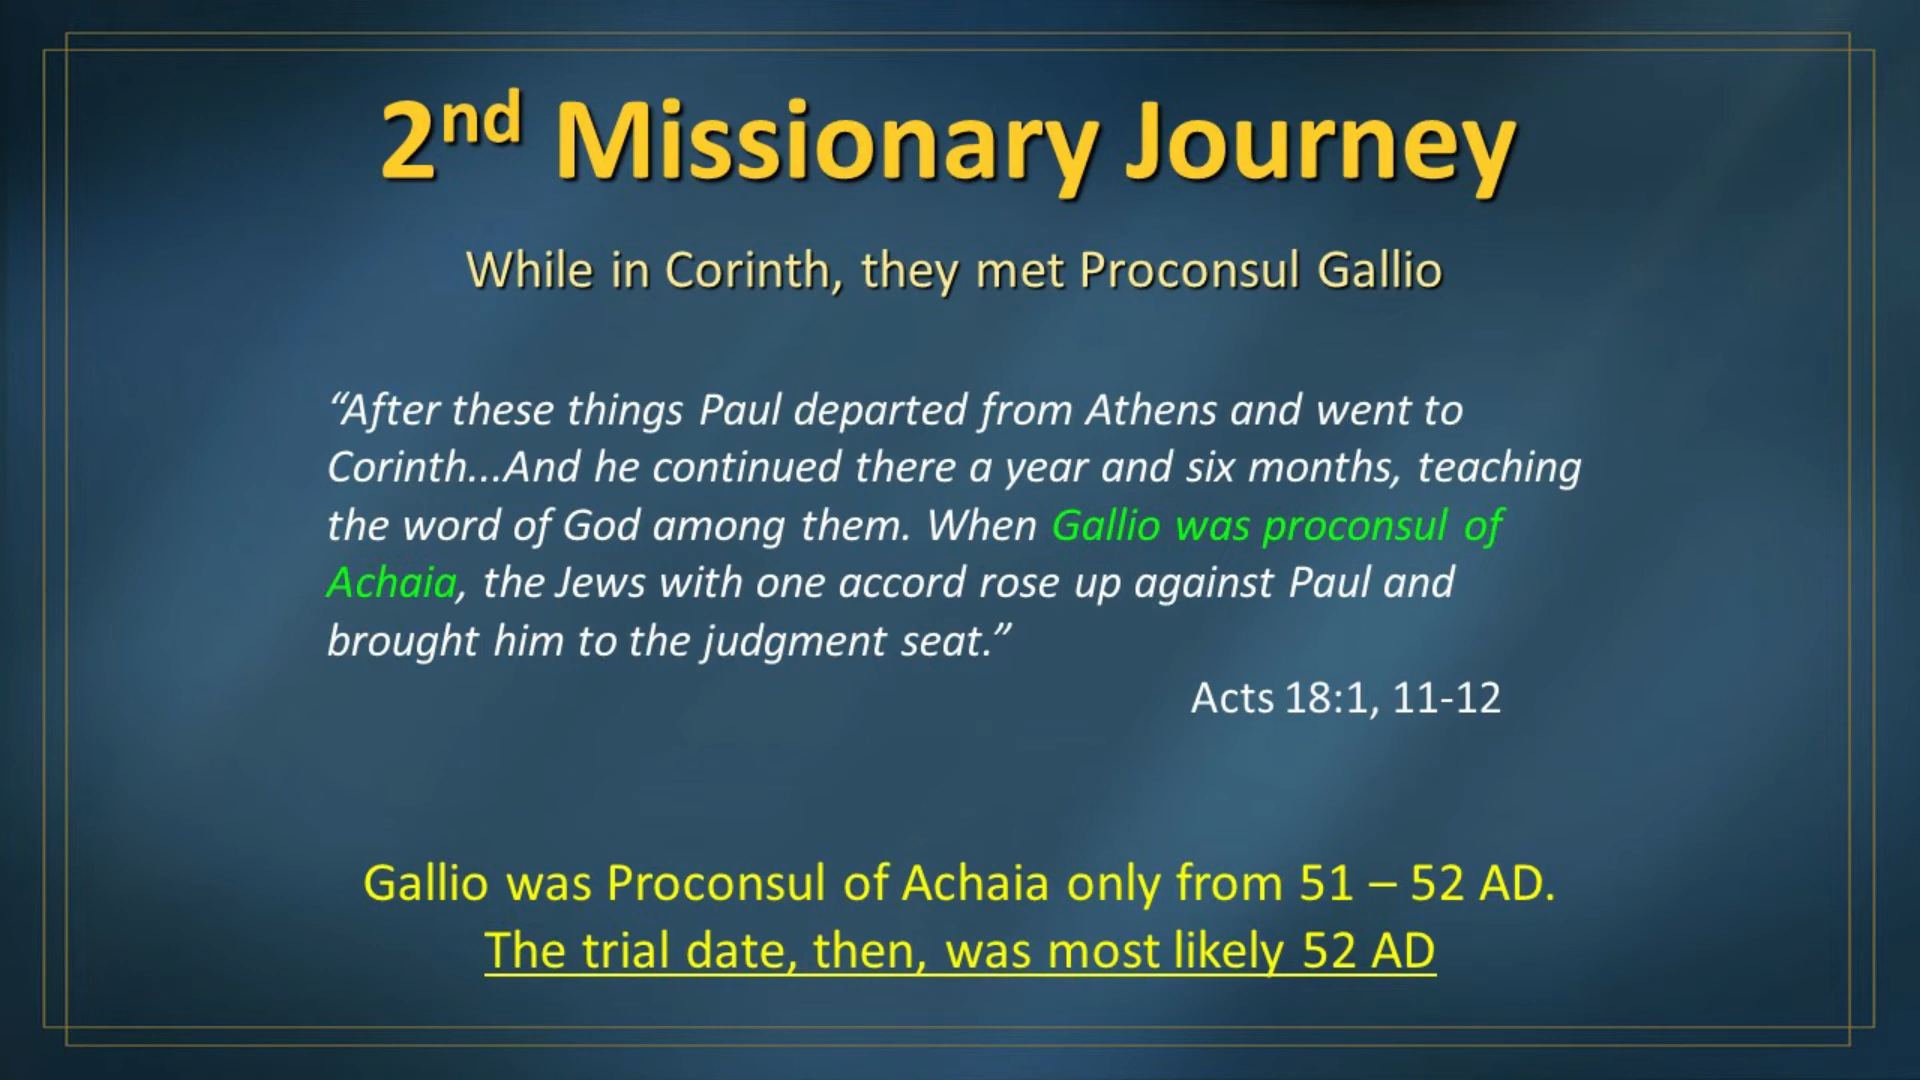 2nd Missionary Journey
While in Corinth, they met Proconsul Gallio
“After these things Paul departed from Athens and went to
Corinth...And he continued there a year and six months, teaching
the word of God among them. When Gallio was proconsul of
Achaia, the Jews with one accord rose up against Paul and
brought him to the judgment seat.”
Acts 18:1, 11-12
Gallio was Proconsul of Achaia only from 51 – 52 AD.
The trial date, then, was most likely 52 AD